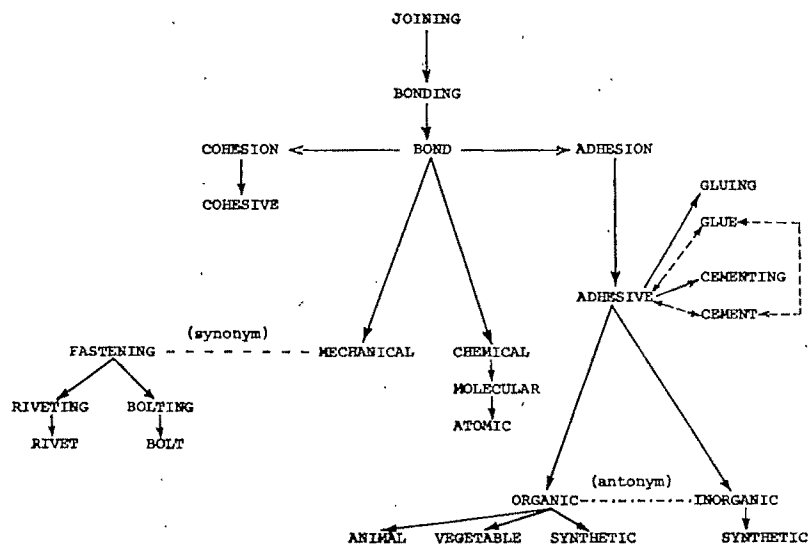 JOINING
BONDING
COHESION BOND ADHESION
GLUING
COHESIVE
GLUE
CEMENTING
ADHESIVE
CEMENT
(synonym)
FASTENING MECHANICAL CHEMICAL
MOLECULAR
RIVETING BOLTING
ATOMIC
RIVET BOLT
(antonym)
ORGANIC INORGANIC
ANIMAL VEGETABLE SYNTHETIC SYNTHETIC